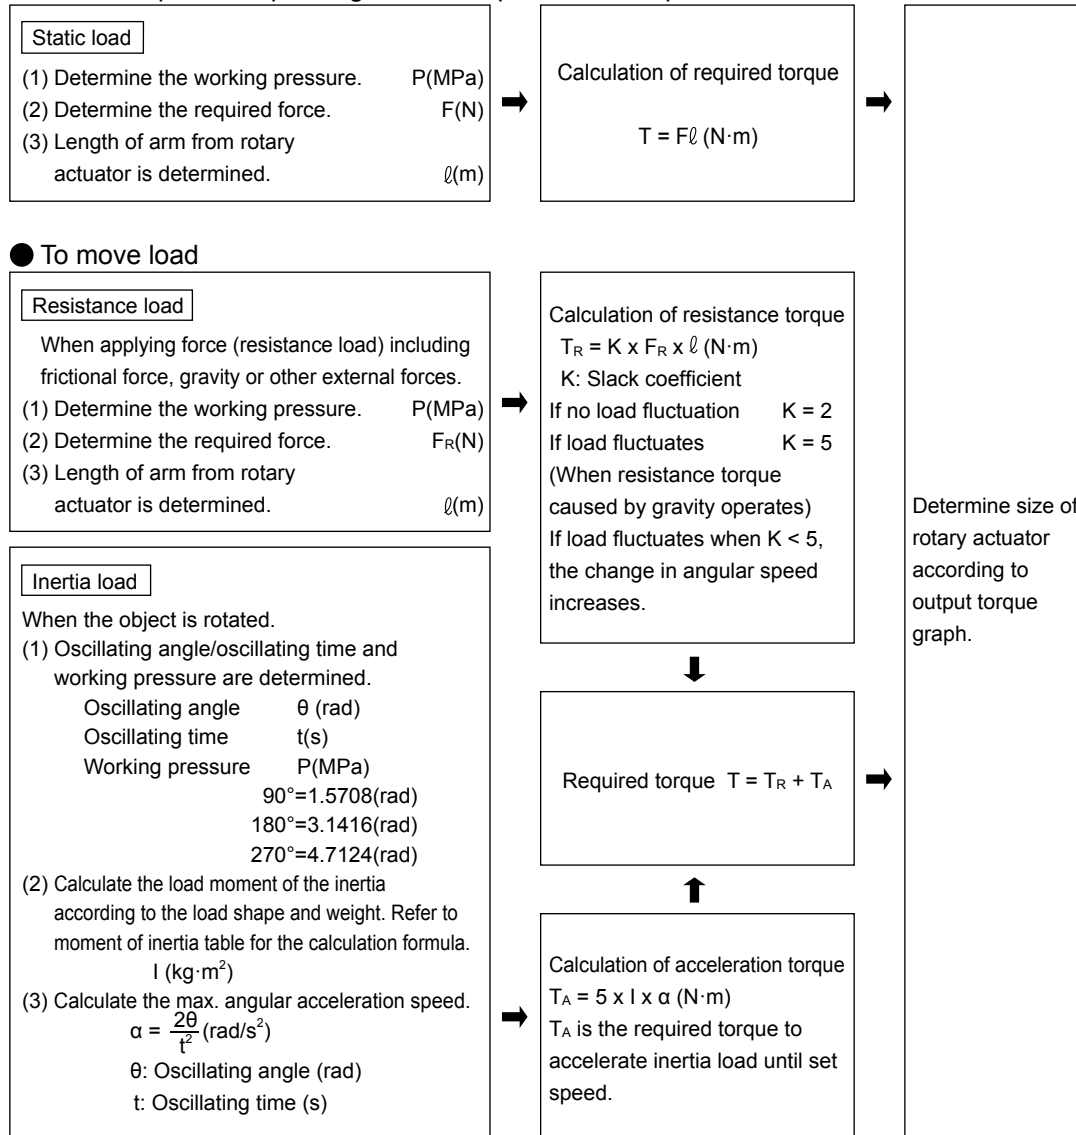 Static load
(1) Determine the working pressure. P(MPa)
(2) Determine the required force. F(N)
(3) Length of arm from rotary
actuator is determined. ℓ(m)
Calculation of required torque
T = Fℓ (N·m)
● To move load
Resistance load
When applying force (resistance load) including
frictional force, gravity or other external forces.
(1) Determine the working pressure. P(MPa)
(2) Determine the required force. FR(N)
(3) Length of arm from rotary
actuator is determined. ℓ(m)
Calculation of resistance torque
TR = K x FR x ℓ (N·m)
K: Slack coefficient
If no load fluctuation K = 2
If load fluctuates K = 5
(When resistance torque
caused by gravity operates)
If load fluctuates when K < 5,
the change in angular speed
increases.
Inertia load
When the object is rotated.
(1) Oscillating angle/oscillating time and
working pressure are determined.
Oscillating angle θ (rad)
Oscillating time t(s)
Working pressure P(MPa)
90°=1.5708(rad)
180°=3.1416(rad)
270°=4.7124(rad)
(2) Calculate the load moment of the inertia
according to the load shape and weight. Refer to
moment of inertia table for the calculation formula.
I (kg·m²)
(3) Calculate the max. angular acceleration speed.
α = 2θ/t² (rad/s²)
θ: Oscillating angle (rad)
t: Oscillating time (s)
Required torque T = TR + TA
Calculation of acceleration torque
TA = 5 x I x α (N·m)
TA is the required torque to
accelerate inertia load until set
speed.
Determine size of
rotary actuator
according to
output torque
graph.